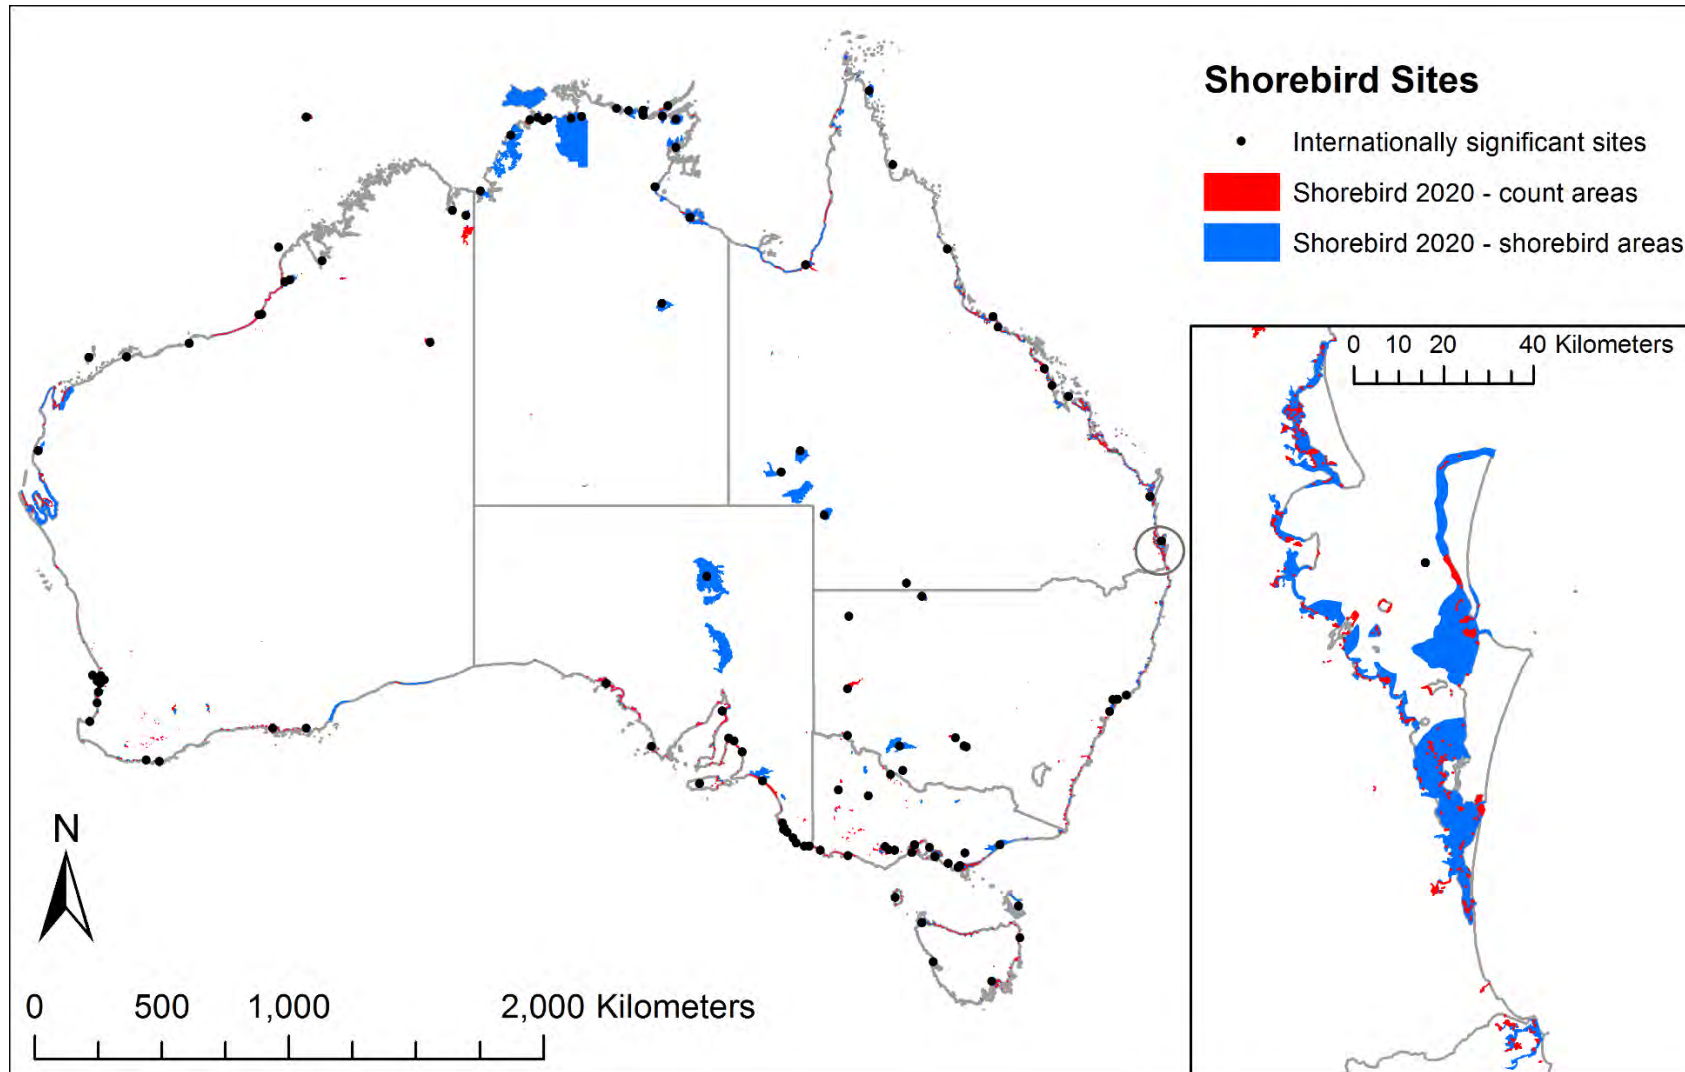 Shorebird Sites
Internationally significant sites
Shorebird 2020 - count areas
Shorebird 2020 - shorebird areas
0 10 20 40 Kilometers
N
0 500 1,000 2,000 Kilometers